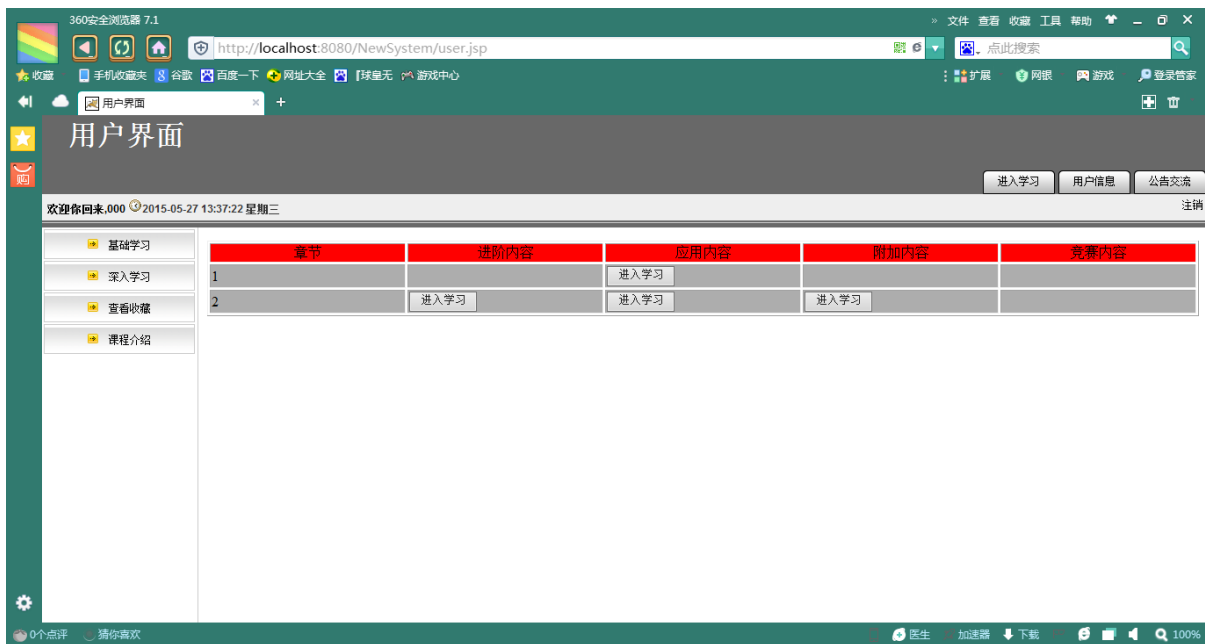 360安全浏览器 7.1
» 文件 查看 收藏 工具 帮助
http://localhost:8080/NewSystem/user.jsp
点此搜索
收藏 手机收藏夹 谷歌 百度一下 网址大全 【球皇无 游戏中心
扩展 网银 游戏 登录管家
用户界面
用户界面
购
进入学习 用户信息 公告交流
欢迎你回来,000 2015-05-27 13:37:22 星期三
注销
基础学习
深入学习
查看收藏
课程介绍
章节 进阶内容 应用内容 附加内容 竞赛内容
1 进入学习
2 进入学习 进入学习 进入学习
0个点评 猜你喜欢
医生 加速器 下载 100%